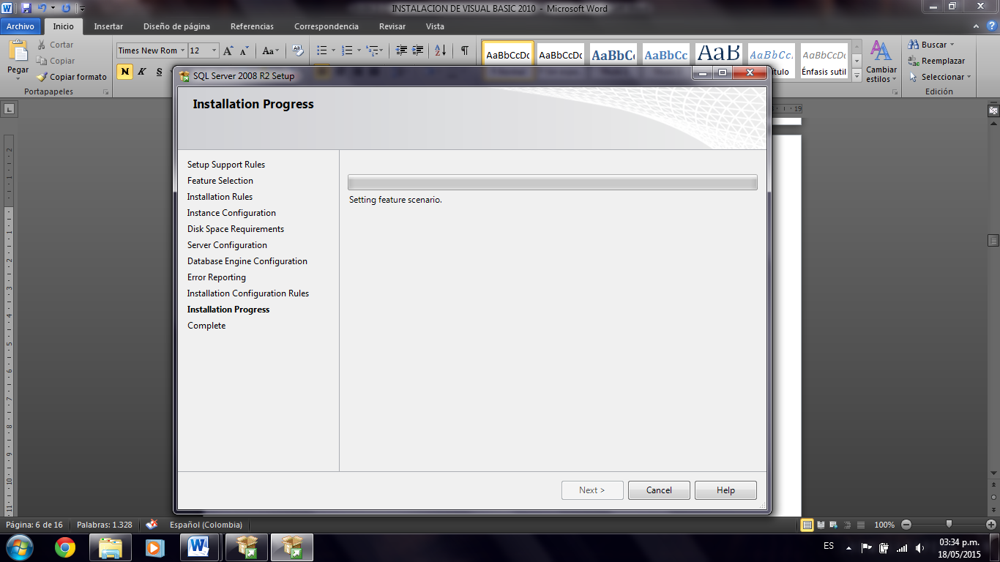 INSTALACION DE VISUAL BASIC 2010 - Microsoft Word
Archivo Inicio Insertar Diseño de página Referencias Correspondencia Revisar Vista
Pegar
Cortar
Copiar
Copiar formato
Portapapeles
Times New Rom 12
N K S
AaBbCcDc AaBbCcDc AaBbCc AaBbCc AaB AaBbCc. AaBbCcDc
Énfasis sutil
Cambiar
estilos
Buscar
Reemplazar
Seleccionar
Edición
SQL Server 2008 R2 Setup
Installation Progress
Setup Support Rules
Feature Selection
Installation Rules
Instance Configuration
Disk Space Requirements
Server Configuration
Database Engine Configuration
Error Reporting
Installation Configuration Rules
Installation Progress
Complete
Setting feature scenario.
Next >
Cancel
Help
Página: 6 de 16 Palabras: 1.328 Español (Colombia) 100%
ES
03:34 p.m.
18/05/2015